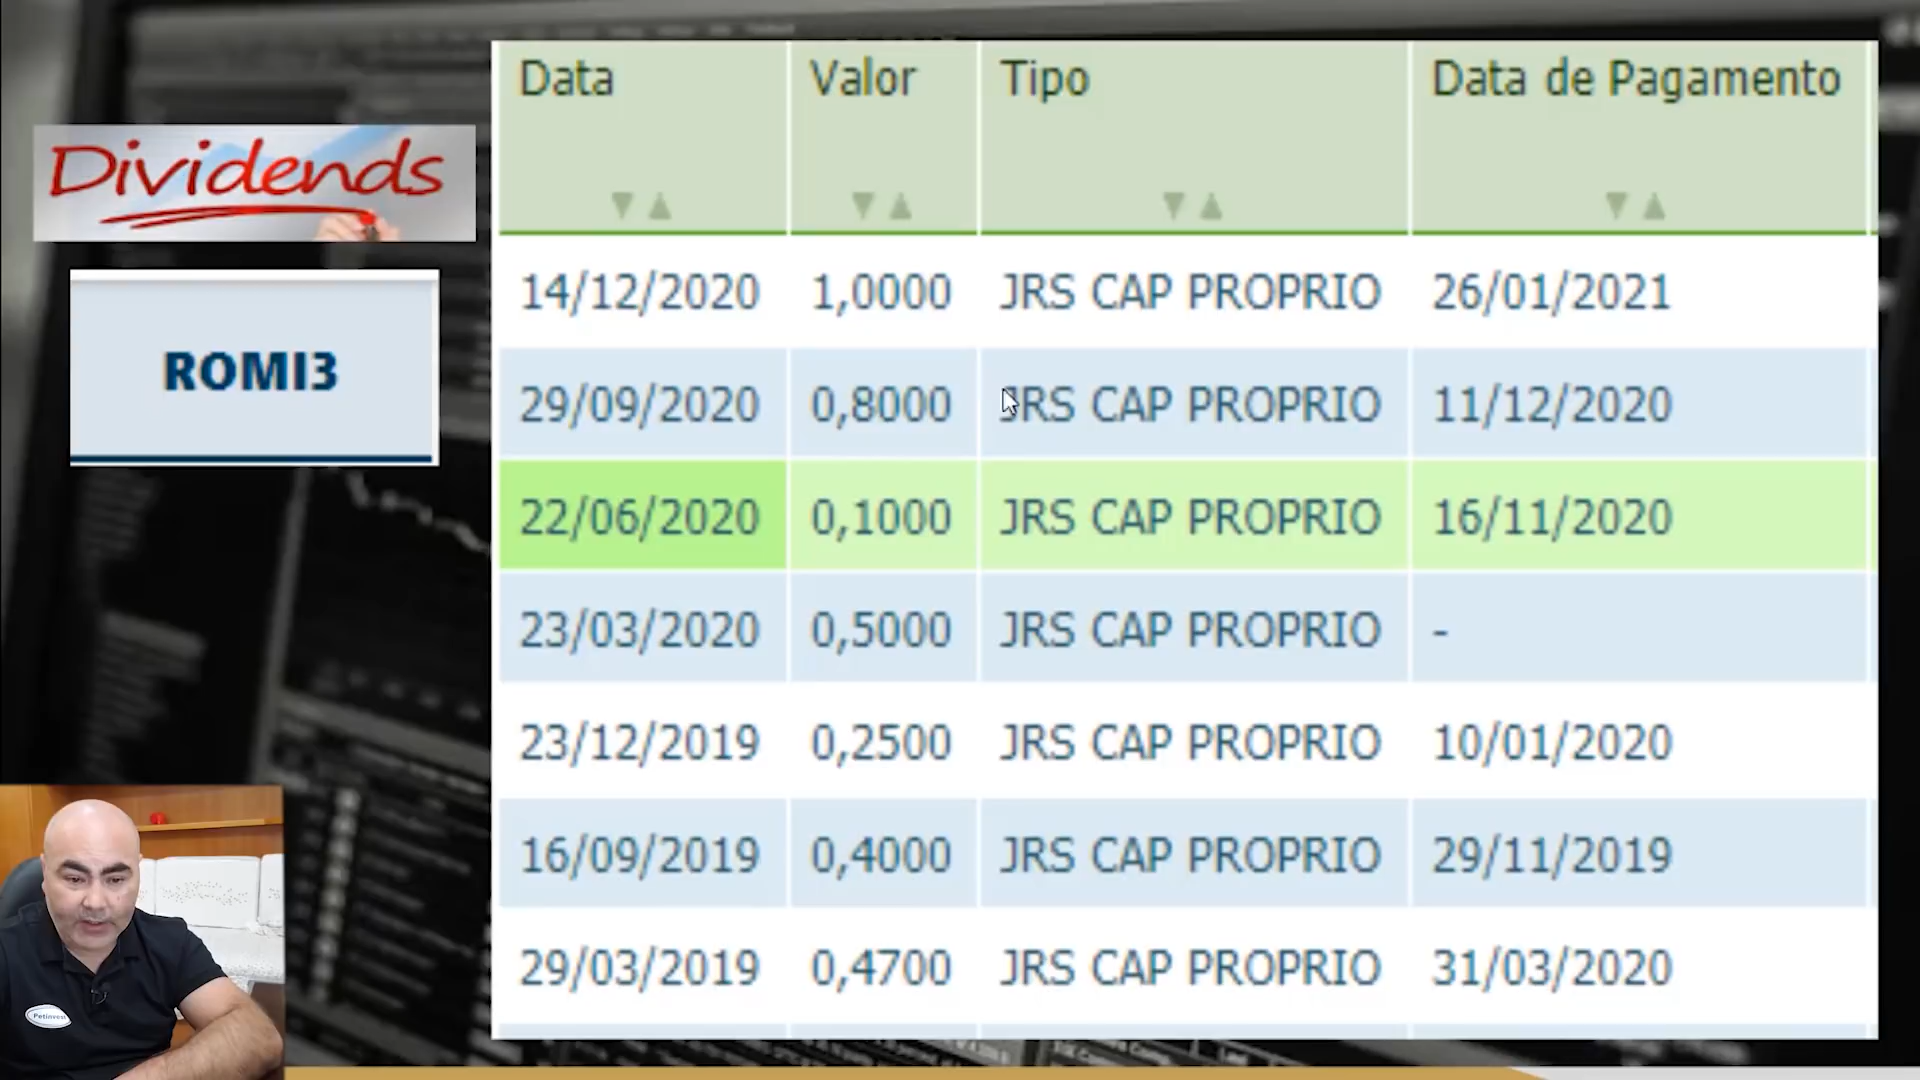 Dividends
ROMI3
Data Valor Tipo Data de Pagamento
14/12/2020 1,0000 JRS CAP PROPRIO 26/01/2021
29/09/2020 0,8000 JRS CAP PROPRIO 11/12/2020
22/06/2020 0,1000 JRS CAP PROPRIO 16/11/2020
23/03/2020 0,5000 JRS CAP PROPRIO -
23/12/2019 0,2500 JRS CAP PROPRIO 10/01/2020
16/09/2019 0,4000 JRS CAP PROPRIO 29/11/2019
29/03/2019 0,4700 JRS CAP PROPRIO 31/03/2020
Petinvest